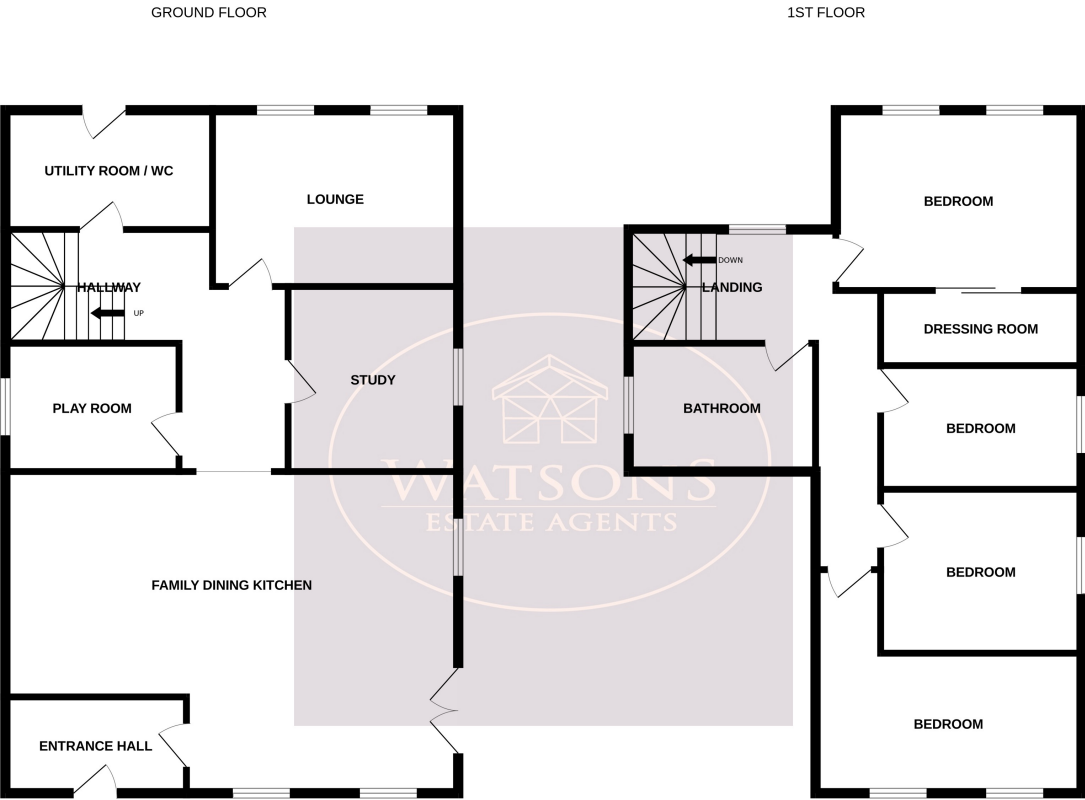 GROUND FLOOR
UTILITY ROOM / WC
LOUNGE
HALLWAY
UP
PLAY ROOM
STUDY
FAMILY DINING KITCHEN
ENTRANCE HALL
1ST FLOOR
BEDROOM
DOWN
LANDING
DRESSING ROOM
BATHROOM
BEDROOM
BEDROOM
BEDROOM
WATSONS
ESTATE AGENTS